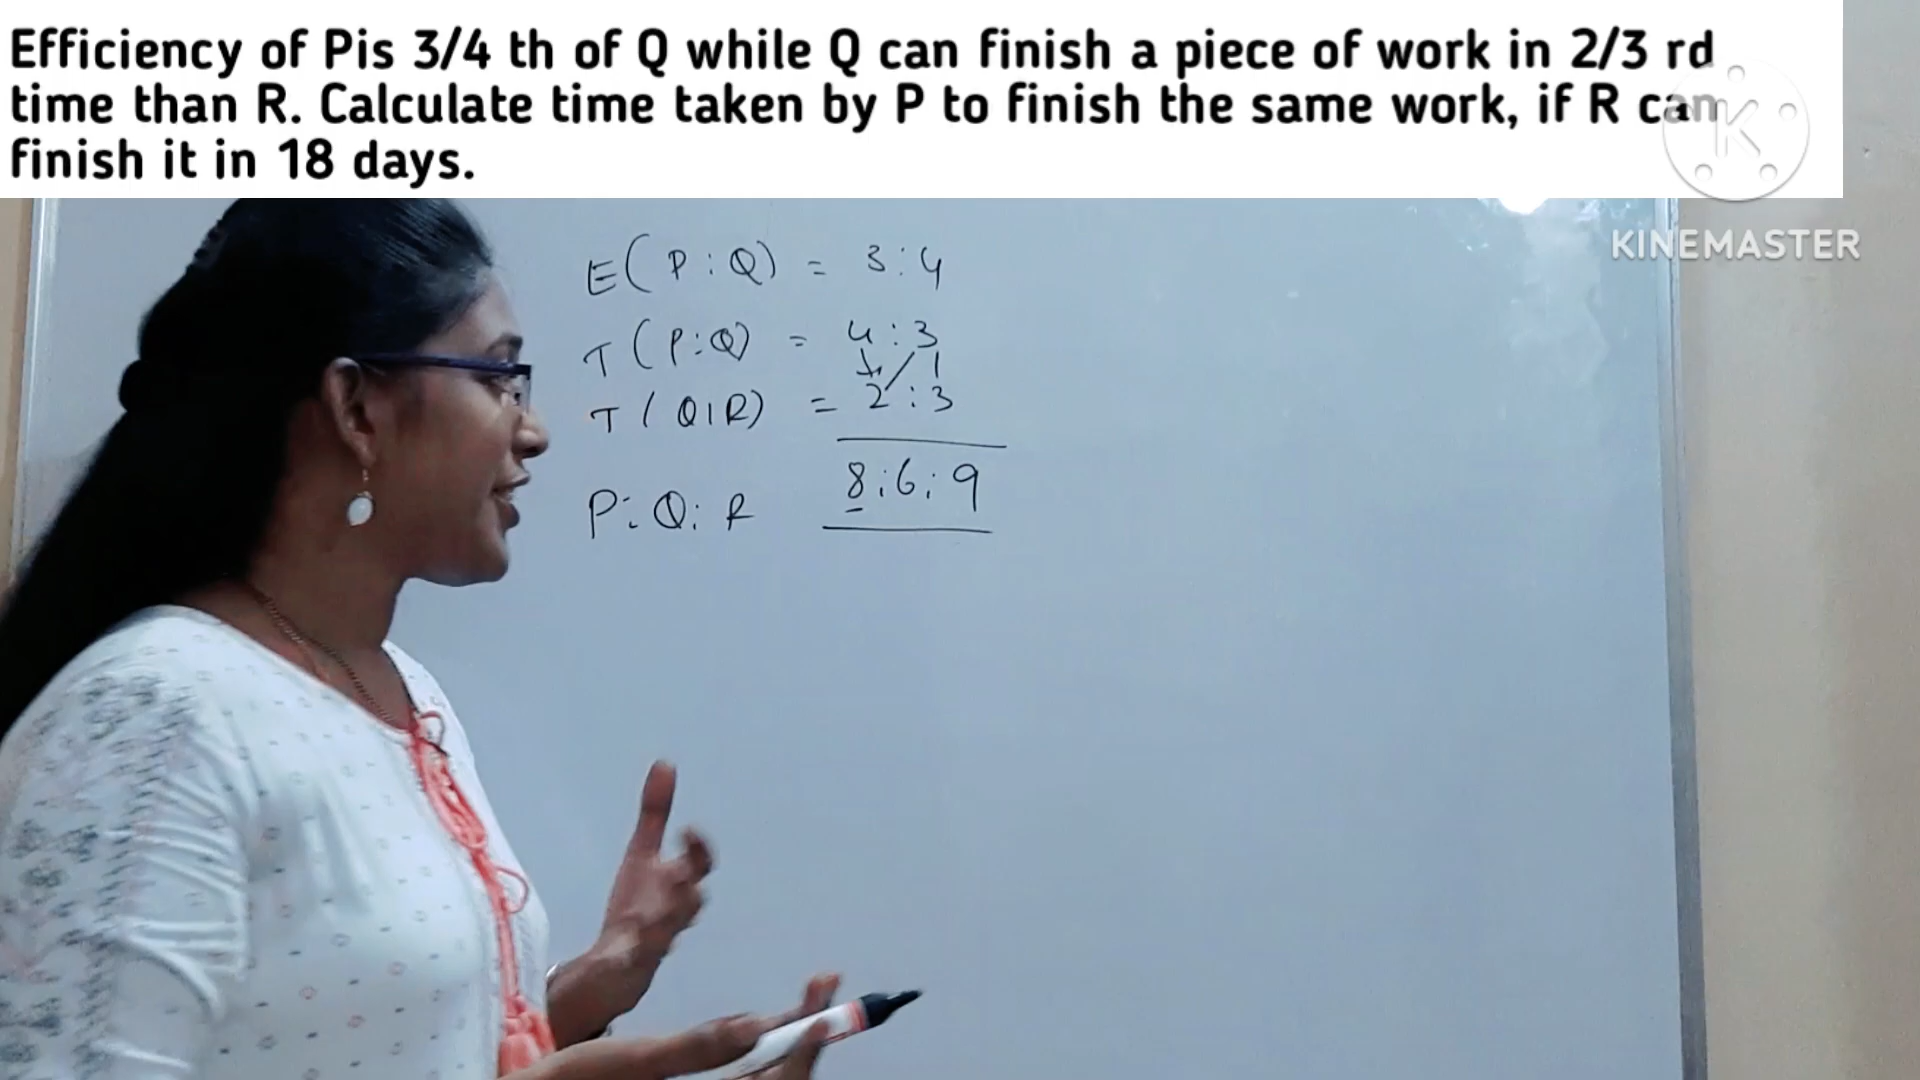 Efficiency of Pis 3/4 th of Q while Q can finish a piece of work in 2/3 rd
time than R. Calculate time taken by P to finish the same work, if R can
finish it in 18 days.
K
KINEMASTER
E(P:Q) = 3:4
T(P:Q) = 4:3
T(Q:R) = 2:3
P:Q:R 8:6:9